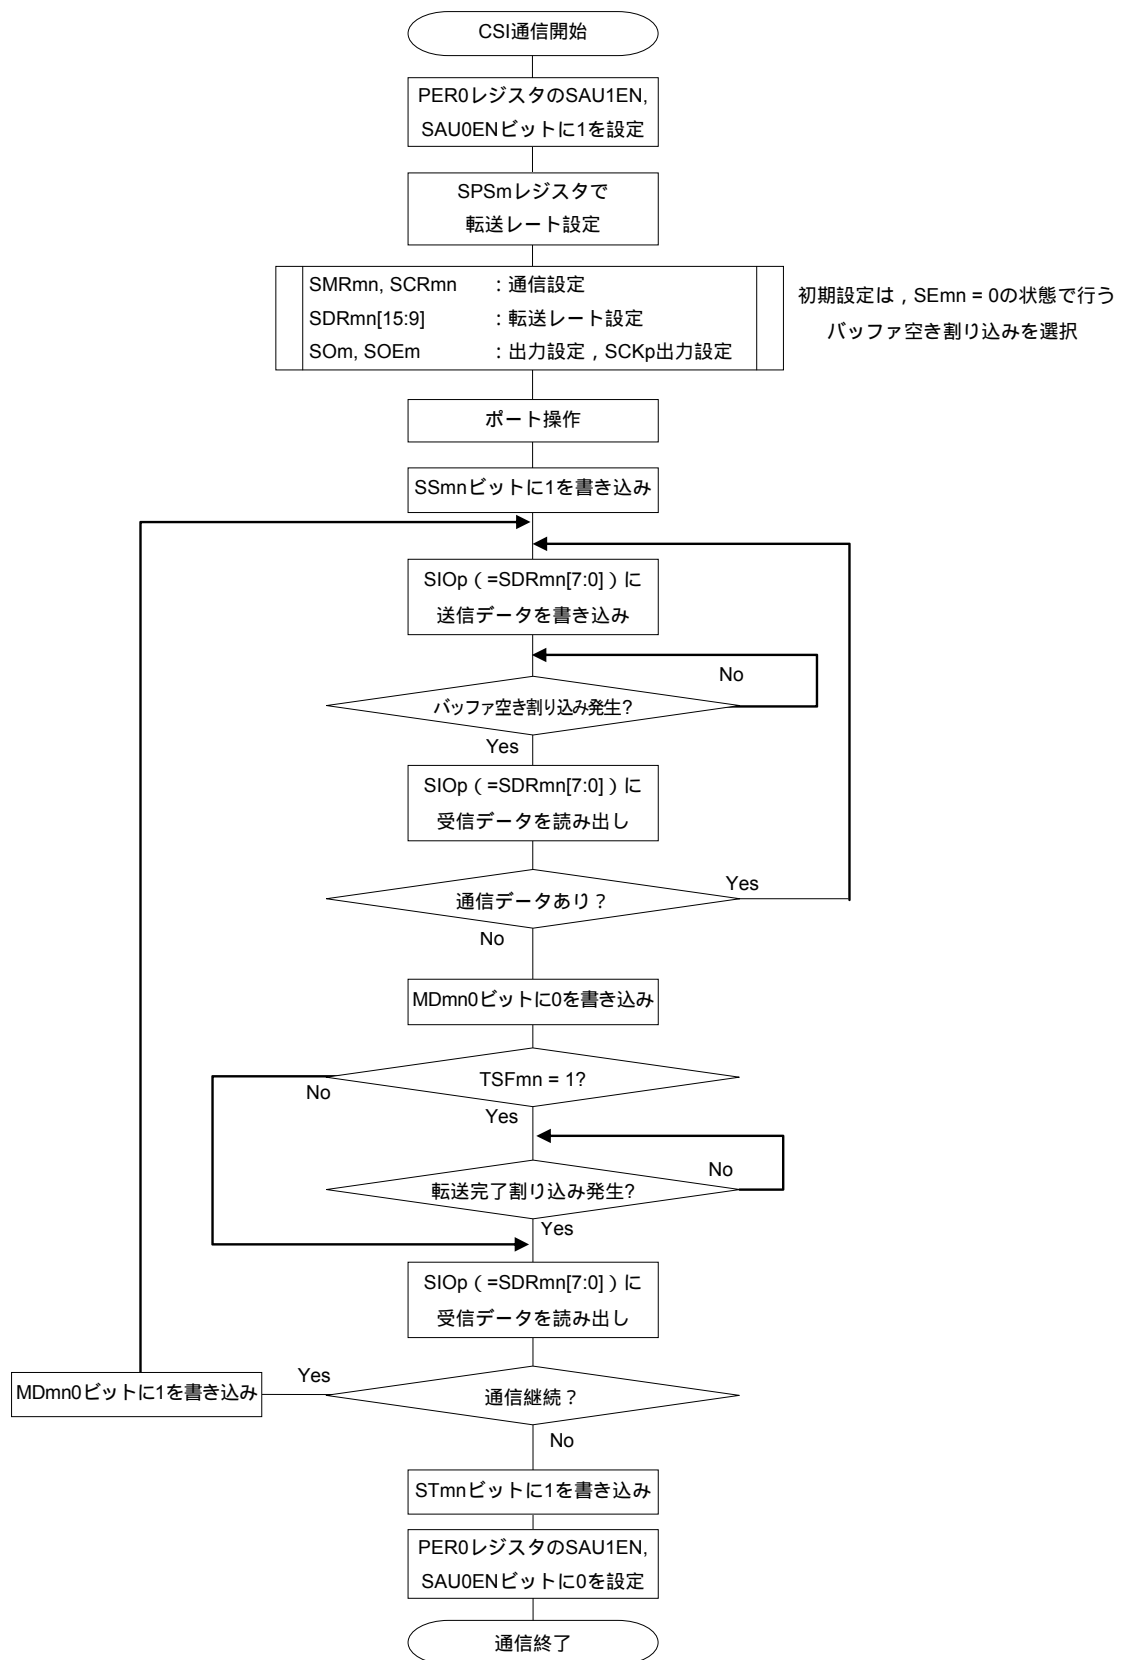 CSI通信開始
PER0レジスタのSAU1EN,
SAU0ENビットに1を設定
SPSmレジスタで
転送レート設定
SMRmn, SCRmn ：通信設定
SDRmn[15:9] ：転送レート設定
SOm, SOEm ：出力設定，SCKp出力設定
初期設定は，SEmn = 0の状態で行う
バッファ空き割り込みを選択
ポート操作
SSmnビットに1を書き込み
SIOp（=SDRmn[7:0]）に
送信データを書き込み
No
バッファ空き割り込み発生?
Yes
SIOp（=SDRmn[7:0]）に
受信データを読み出し
通信データあり？
Yes
No
MDmn0ビットに0を書き込み
TSFmn = 1?
No
Yes
No
転送完了割り込み発生?
Yes
SIOp（=SDRmn[7:0]）に
受信データを読み出し
MDmn0ビットに1を書き込み
Yes
通信継続？
No
STmnビットに1を書き込み
PER0レジスタのSAU1EN,
SAU0ENビットに0を設定
通信終了